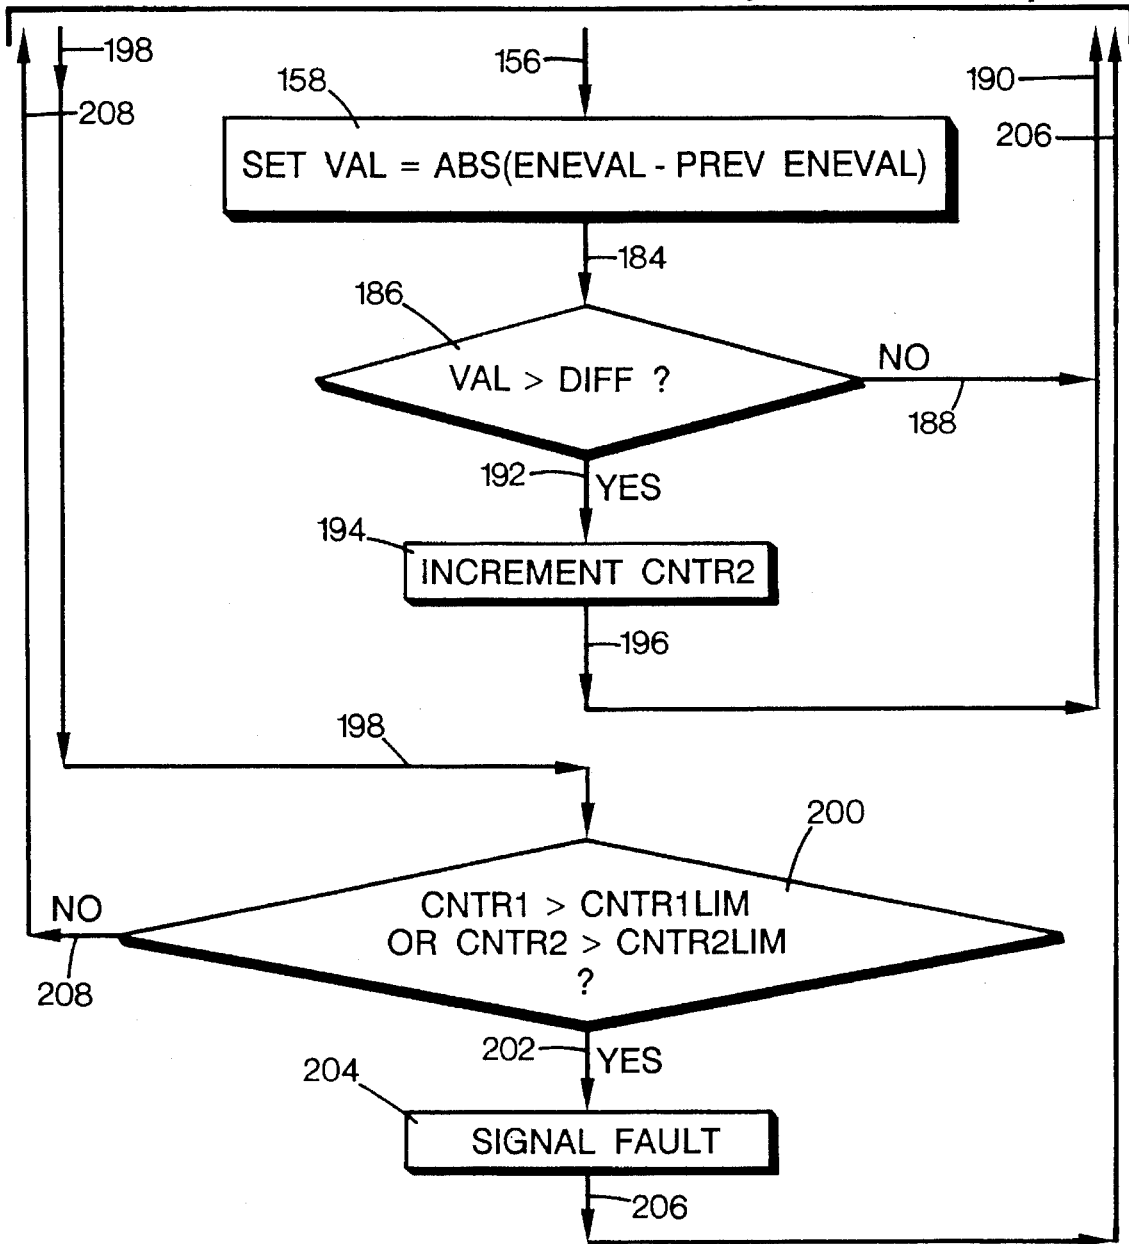 198
156
190
158
208
206
SET VAL = ABS(ENEVAL - PREV ENEVAL)
184
186
VAL > DIFF ?
NO
188
192
YES
194
INCREMENT CNTR2
196
198
200
CNTR1 > CNTR1LIM
OR CNTR2 > CNTR2LIM
?
NO
208
202
YES
204
SIGNAL FAULT
206